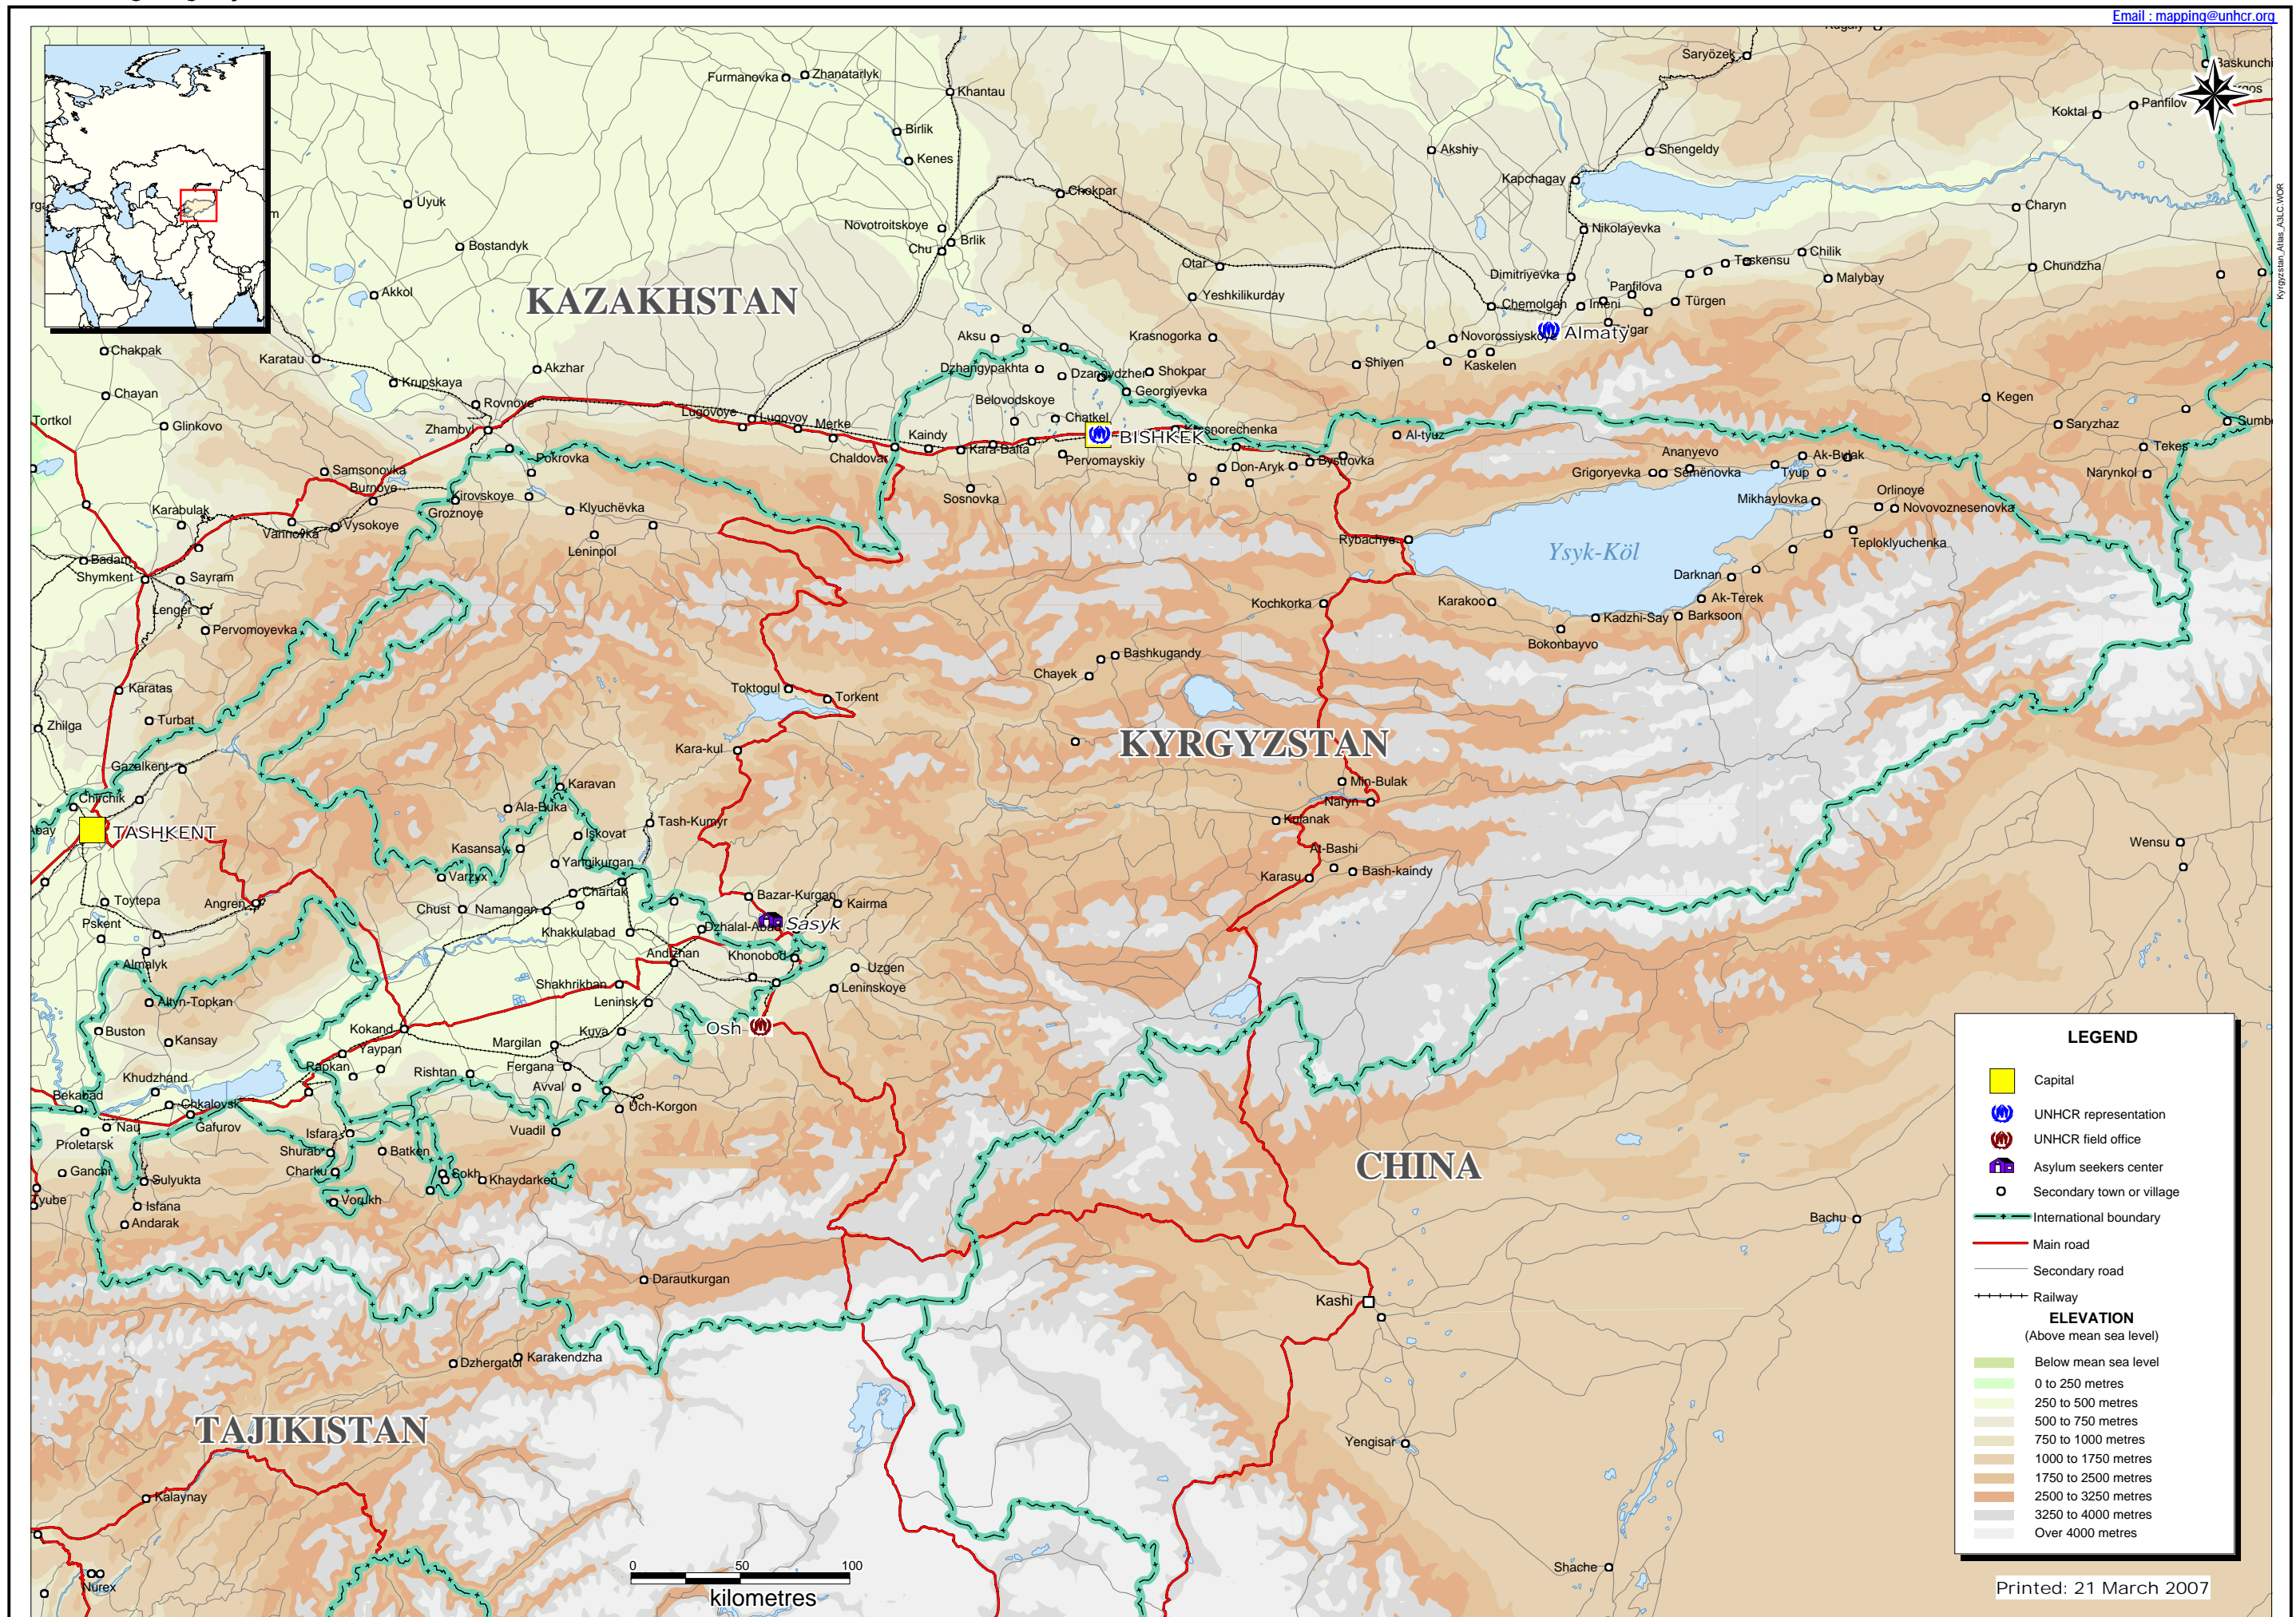 Email : mapping@unhcr.org
Kyrgyzstan_Atlas_A3LC.WOR
Saryözek
Furmanovka
Zhanatarlyk
Khantau
Koktal
Panfilov
Birlik
Kenes
Akshiy
Shengeldy
Kapchagay
Chokpar
Uyuk
Charyn
Novotroitskoye
Brlik
Chu
Nikolayevka
Bostandyk
Otar
Dimitriyevka
Teskensu
Chilik
Malybay
Chundzha
Akkol
KAZAKHSTAN
Yeshkilikurday
Chemolgan
Imeni
Panfilova
Türgen
Aksu
Krasnogorka
Novorossiyskoye
Almaty
Chakpak
Karatau
Akzhar
Dzhangypakhta
Dzangydzher
Shokpar
Shiyen
Kaskelen
Krupskaya
Chayan
Rovnoye
Belovodskoye
Georgiyevka
Kegen
Tortkol
Glinkovo
Zhambyl
Lugovoye
Lugovoy
Merke
Chatkel
BISHKEK
Al-tyuz
Saryzhaz
Chaldovar
Kaindy
Kara-Balta
Pervomayskiy
Don-Aryk
Bystrovka
Ananyevo
Ak-Bulak
Tekes
Samsonovka
Pokrovka
Grigoryevka
Semënovka
Tyup
Narynkol
Burnoye
Kirovskoye
Sosnovka
Mikhaylovka
Orlinoye
Karabulak
Groznoye
Klyuchëvka
Novovoznesenovka
Vannovka
Vysokoye
Leninpol
Rybachye
Ysyk-Köl
Teploklyuchenka
Badam
Shymkent
Sayram
Darknan
Lenger
Kochkorka
Karakoo
Ak-Terek
Pervomoyevka
Kadzhi-Say
Barksoon
Bokonbayvo
Bashkugandy
Chayek
Karatas
Toktogul
Torkent
Turbat
Zhilga
Kara-kul
KYRGYZSTAN
Gazalkent
Karavan
Min-Bulak
Chirchik
Ala-Buka
Naryn
TASHKENT
Tash-Kumyr
Kulanak
Iskovat
Kasansay
Yangikurgan
At-Bashi
Wensu
Varzyx
Karasu
Bash-kaindy
Toytepa
Angren
Chartak
Bazar-Kurgan
Kairma
Chust
Namangan
Pskent
Khakkulabad
Sasyk
Almalyk
Andizhan
Khonobod
Uzgen
Altyn-Topkan
Shakhrikhan
Leninskoye
Leninsk
Buston
Kokand
Kuva
Osh
Kansay
Yaypan
Margilan
Rapkan
Rishtan
Fergana
Khudzhand
Avval
Bekabad
Chkalovsk
Uch-Korgon
Nau
Gafurov
Proletarsk
Isfara
Vuadil
Shurab
Batken
Ganchi
Charku
Sokh
Khaydarken
Sulyukta
CHINA
Isfana
Vorukh
Andarak
Bachu
Darautkurgan
Kashi
Dzhergatol
Karakendzha
TAJIKISTAN
Yengisar
Kalaynay
Shache
Nurex
0 50 100
kilometres
LEGEND
Capital
UNHCR representation
UNHCR field office
Asylum seekers center
Secondary town or village
International boundary
Main road
Secondary road
Railway
ELEVATION
(Above mean sea level)
Below mean sea level
0 to 250 metres
250 to 500 metres
500 to 750 metres
750 to 1000 metres
1000 to 1750 metres
1750 to 2500 metres
2500 to 3250 metres
3250 to 4000 metres
Over 4000 metres
Printed: 21 March 2007